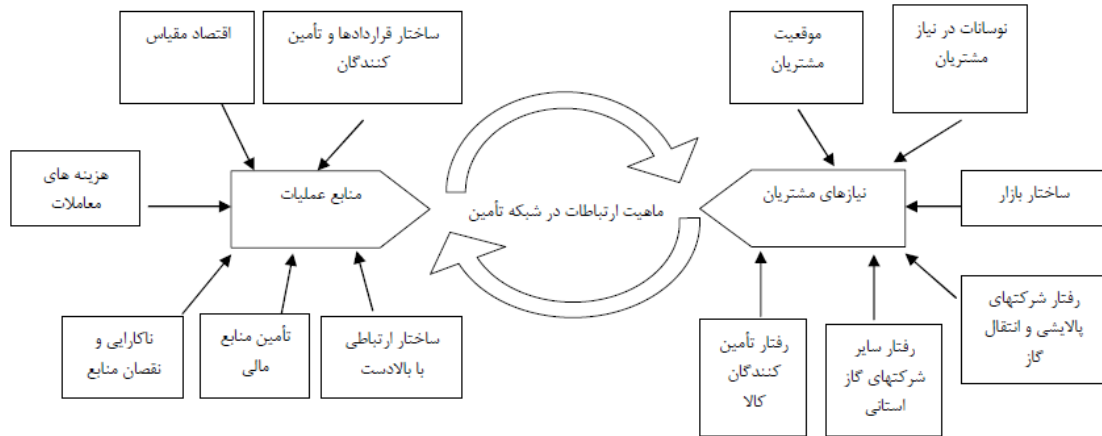 نوسانات در نیاز
مشتریان
موقعیت
مشتریان
ساختار قراردادها و تأمین
کنندگان
اقتصاد مقیاس
ساختار بازار
نیازهای مشتریان
ماهیت ارتباطات در شبکه تأمین
منابع عملیات
هزینه های
معاملات
رفتار شرکتهای
پالایشی و انتقال
گاز
رفتار سایر
شرکتهای گاز
استانی
رفتار تأمین
کنندگان
کالا
ساختار ارتباطی
با بالادست
تأمین منابع
مالی
ناکارایی و
نقصان منابع